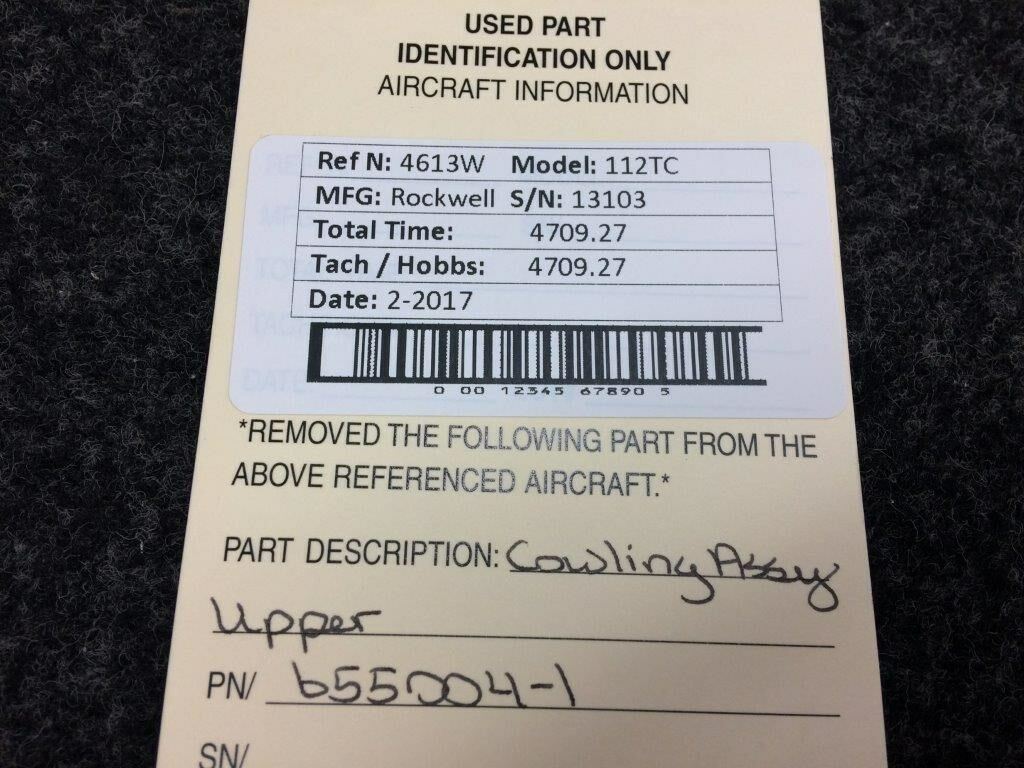 USED PART
IDENTIFICATION ONLY
AIRCRAFT INFORMATION
Ref N: 4613W Model: 112TC
MFG: Rockwell S/N: 13103
Total Time: 4709.27
Tach / Hobbs: 4709.27
Date: 2-2017
0 00 12345 67890 5
*REMOVED THE FOLLOWING PART FROM THE
ABOVE REFERENCED AIRCRAFT.*
PART DESCRIPTION: Cowling Assy
Upper
PN/ 655004-1
SN/